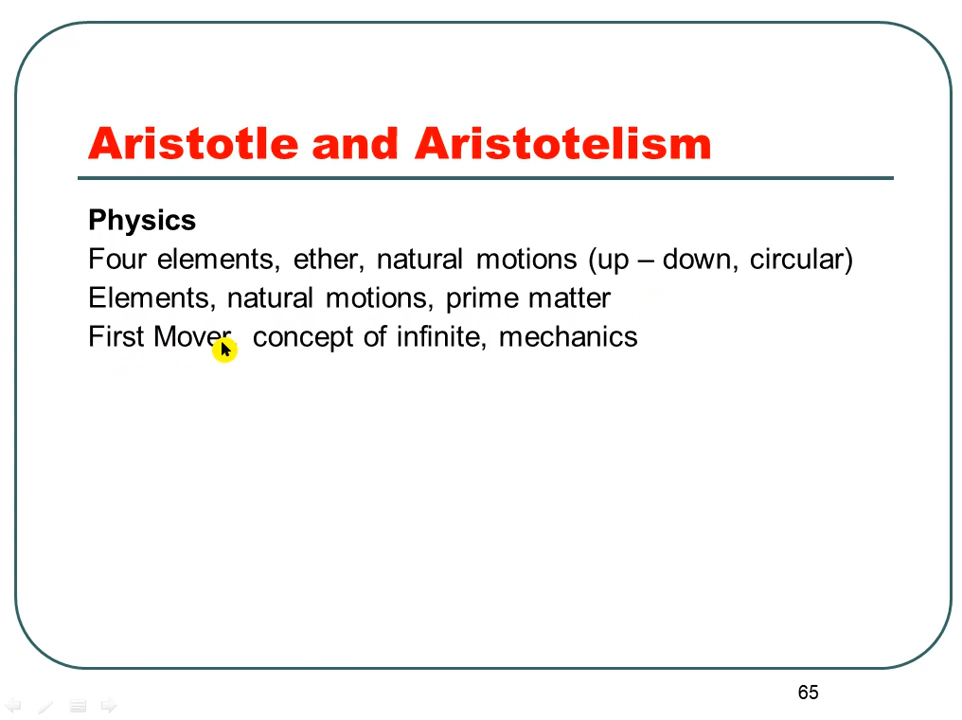 Aristotle and Aristotelism
Physics
Four elements, ether, natural motions (up – down, circular)
Elements, natural motions, prime matter
First Mover, concept of infinite, mechanics
65